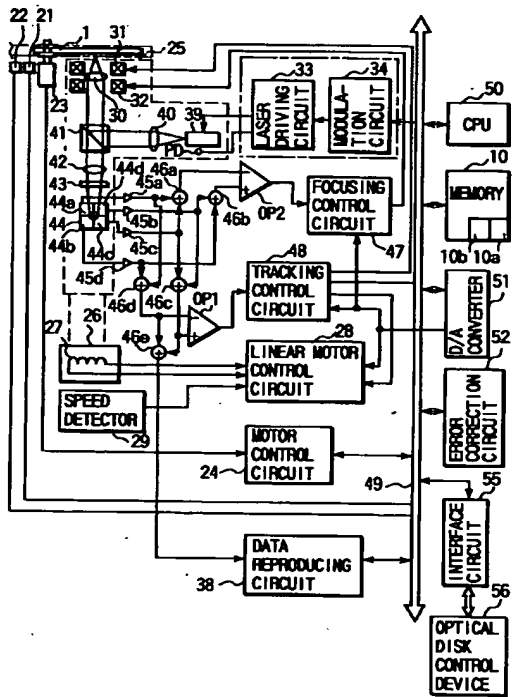 22
21
1
25
31
23
30
32
33
34
LASER
DRIVING
CIRCUIT
MODULA-
TION
CIRCUIT
50
CPU
41
40
39
PD
42
43
44a
44
44b
44d
44c
45a
45b
45c
45d
46a
46b
OP2
FOCUSING
CONTROL
CIRCUIT
47
10
MEMORY
10b
10a
46d
46c
OP1
48
TRACKING
CONTROL
CIRCUIT
51
D/A
CONVERTER
46e
27
26
28
LINEAR MOTOR
CONTROL
CIRCUIT
52
ERROR
CORRECTION
CIRCUIT
SPEED
DETECTOR
29
MOTOR
CONTROL
CIRCUIT
24
49
55
INTERFACE
CIRCUIT
DATA
REPRODUCING
CIRCUIT
38
56
OPTICAL
DISK
CONTROL
DEVICE